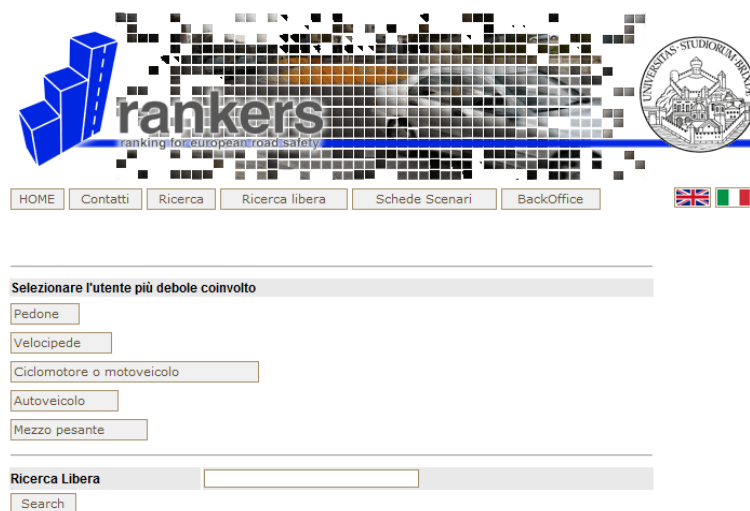 rankers
ranking for european road safety
HOME Contatti Ricerca Ricerca libera Schede Scenari BackOffice
Selezionare l'utente più debole coinvolto
Pedone
Velocipede
Ciclomotore o motoveicolo
Autoveicolo
Mezzo pesante
Ricerca Libera
Search